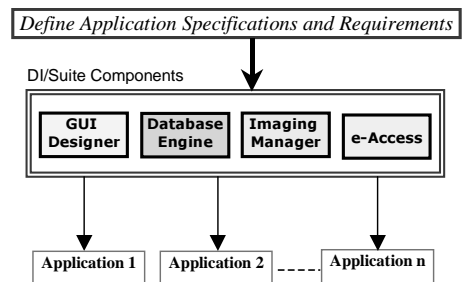 Define Application Specifications and Requirements
DI/Suite Components
GUI
Designer
Database
Engine
Imaging
Manager
e-Access
Application 1
Application 2
Application n